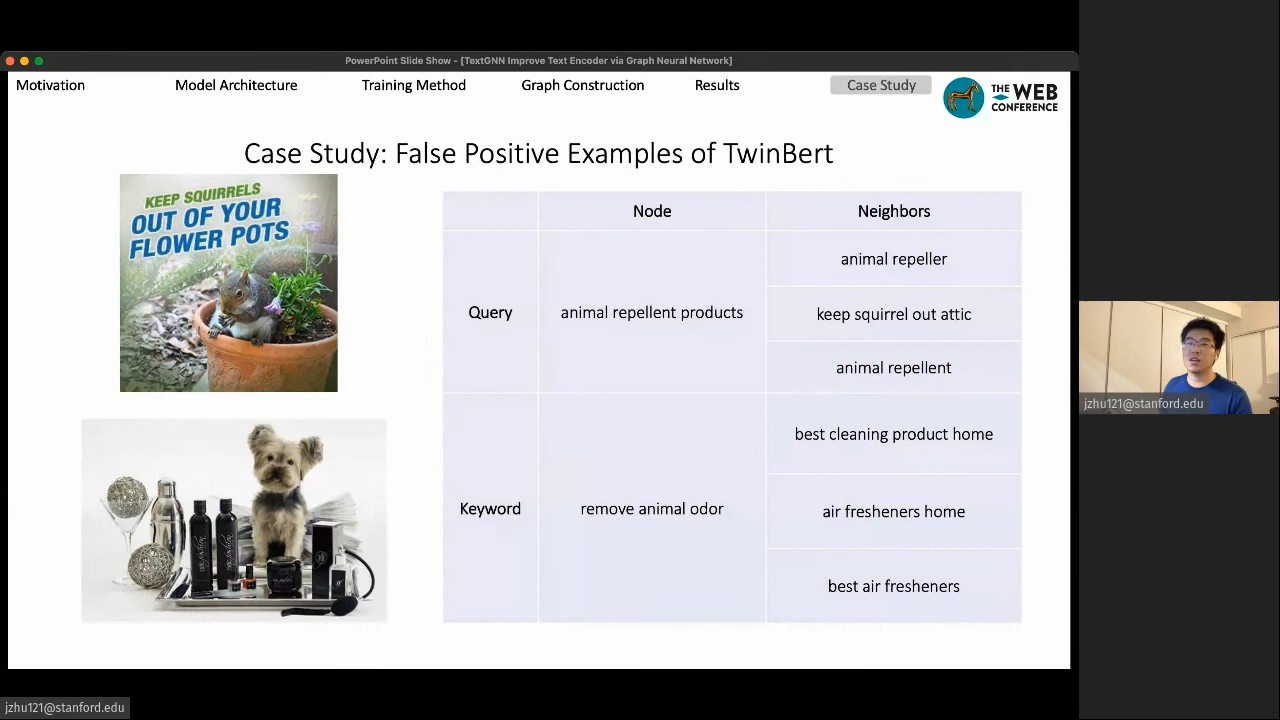 PowerPoint Slide Show - [TextGNN Improve Text Encoder via Graph Neural Network]
Motivation
Model Architecture
Training Method
Graph Construction
Results
Case Study
THE WEB
CONFERENCE
Case Study: False Positive Examples of TwinBert
KEEP SQUIRRELS
OUT OF YOUR
FLOWER POTS
Node
Neighbors
Query
animal repellent products
animal repeller
keep squirrel out attic
animal repellent
Keyword
remove animal odor
best cleaning product home
air fresheners home
best air fresheners
jzhu121@stanford.edu
jzhu121@stanford.edu